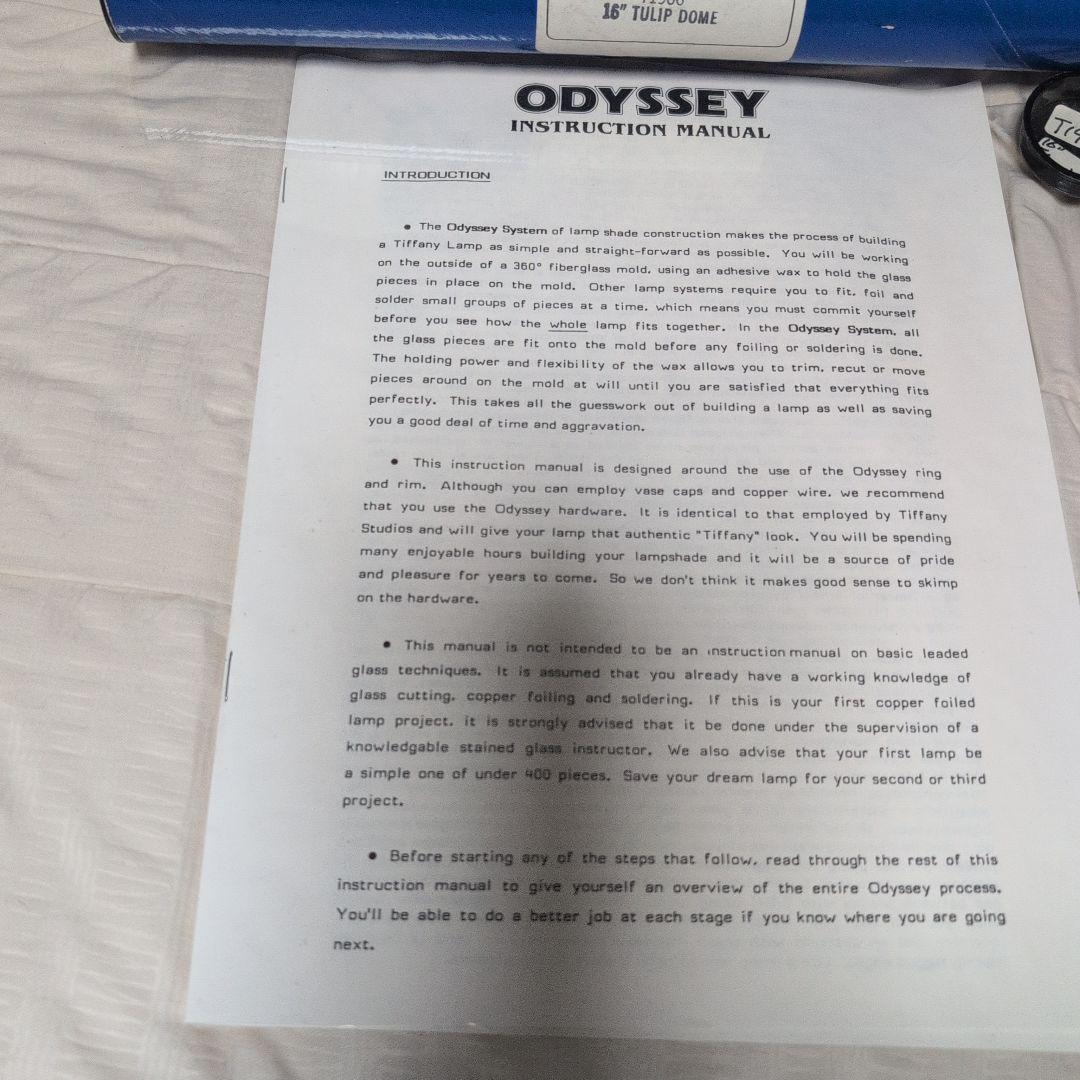 16" TULIP DOME
ODYSSEY
INSTRUCTION MANUAL
INTRODUCTION
• The Odyssey System of lamp shade construction makes the process of building
a Tiffany Lamp as simple and straight-forward as possible. You will be working
on the outside of a 360° fiberglass mold, using an adhesive wax to hold the glass
pieces in place on the mold. Other lamp systems require you to fit, foil and
solder small groups of pieces at a time, which means you must commit yourself
before you see how the whole lamp fits together. In the Odyssey System, all
the glass pieces are fit onto the mold before any foiling or soldering is done.
The holding power and flexibility of the wax allows you to trim, recut or move
pieces around on the mold at will until you are satisfied that everything fits
perfectly. This takes all the guesswork out of building a lamp as well as saving
you a good deal of time and aggravation.
• This instruction manual is designed around the use of the Odyssey ring
and rim. Although you can employ vase caps and copper wire, we recommend
that you use the Odyssey hardware. It is identical to that employed by Tiffany
Studios and will give your lamp that authentic "Tiffany" look. You will be spending
many enjoyable hours building your lampshade and it will be a source of pride
and pleasure for years to come. So we don't think it makes good sense to skimp
on the hardware.
• This manual is not intended to be an instruction manual on basic leaded
glass techniques. It is assumed that you already have a working knowledge of
glass cutting, copper foiling and soldering. If this is your first copper foiled
lamp project, it is strongly advised that it be done under the supervision of a
knowledgable stained glass instructor. We also advise that your first lamp be
a simple one of under 400 pieces. Save your dream lamp for your second or third
project.
• Before starting any of the steps that follow, read through the rest of this
instruction manual to give yourself an overview of the entire Odyssey process.
You'll be able to do a better job at each stage if you know where you are going
next.
16"